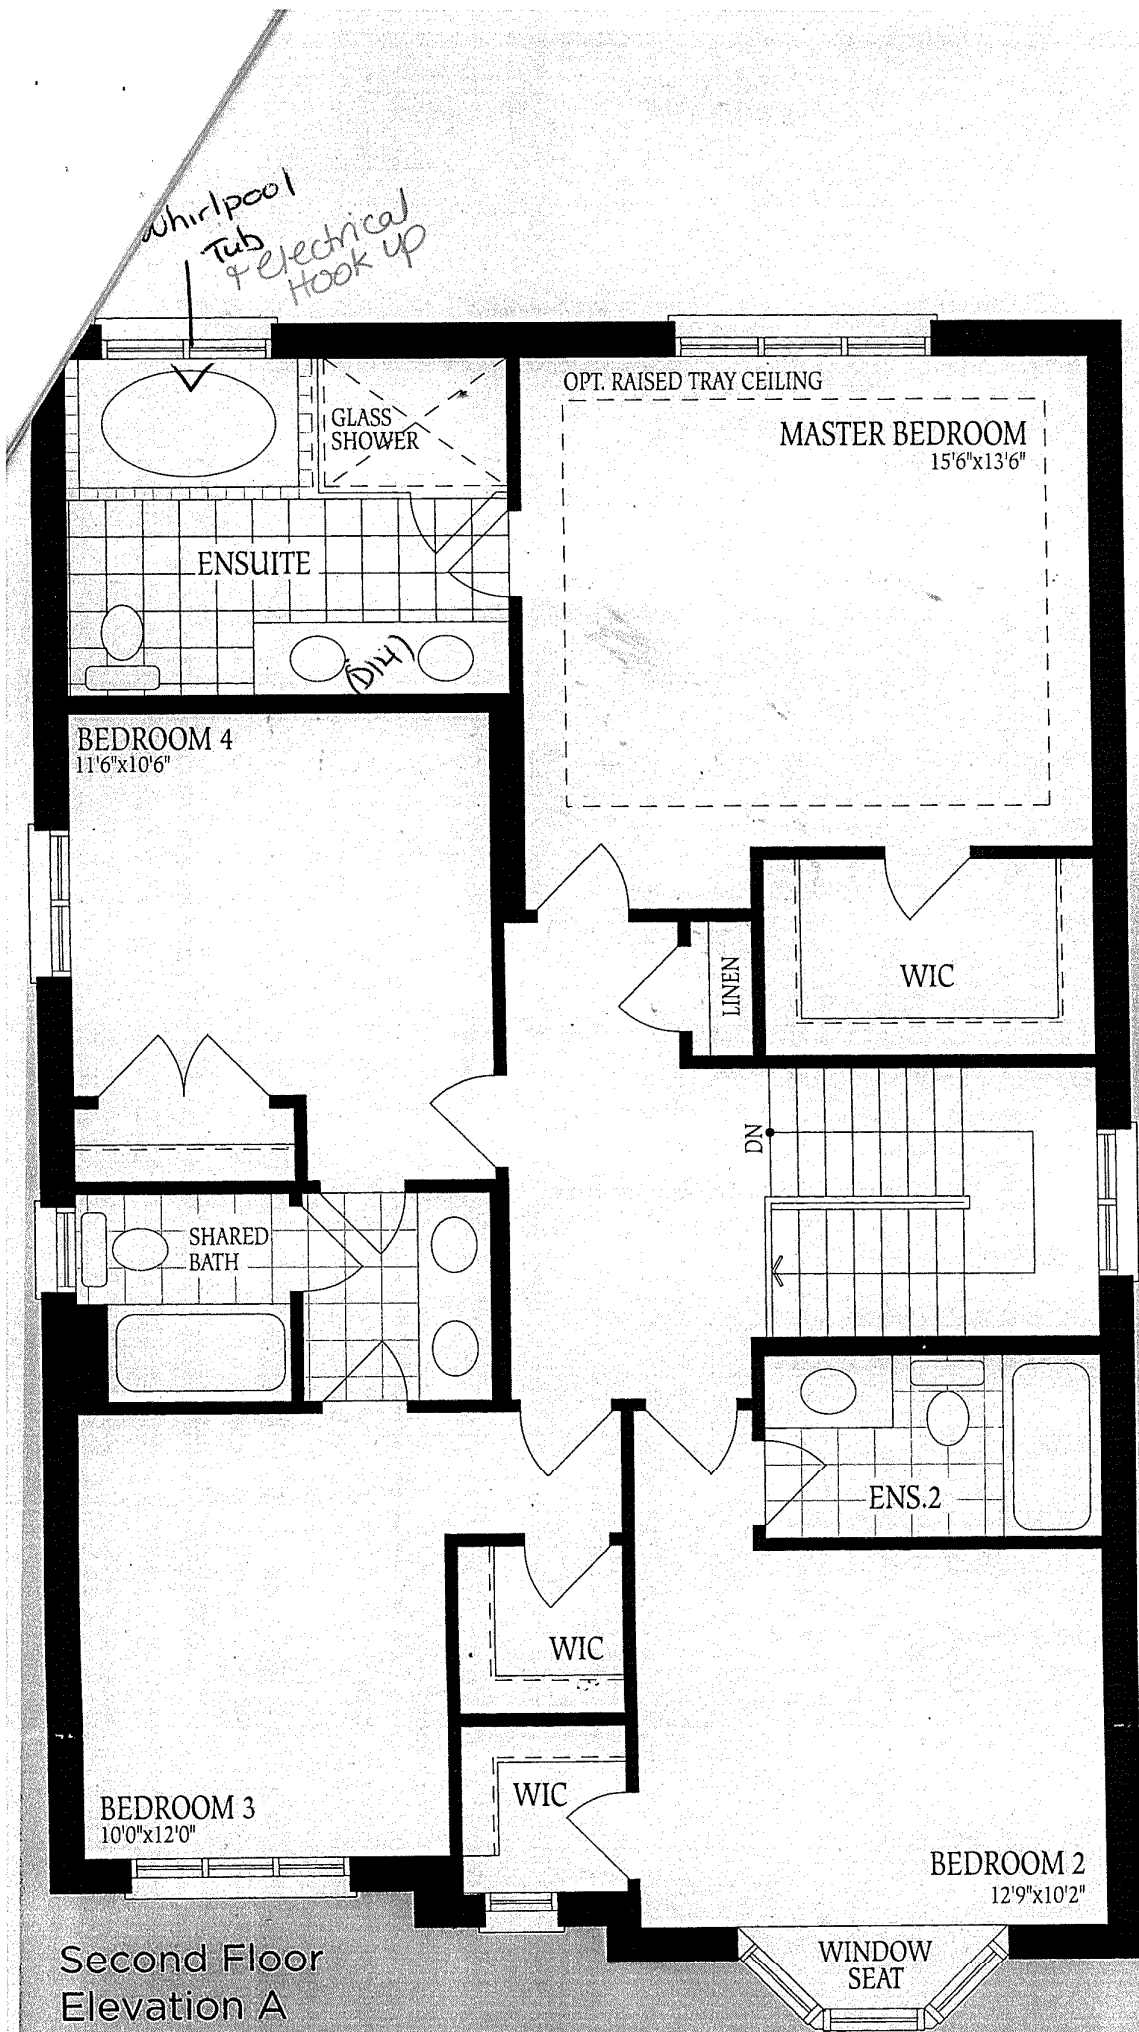 Whirlpool
Tub
+ electrical
Hook up
OPT. RAISED TRAY CEILING
MASTER BEDROOM
15'6"x13'6"
GLASS
SHOWER
ENSUITE
(D14)
BEDROOM 4
11'6"x10'6"
LINEN
WIC
DN
SHARED
BATH
ENS.2
WIC
WIC
BEDROOM 3
10'0"x12'0"
BEDROOM 2
12'9"x10'2"
WINDOW
SEAT
Second Floor
Elevation A